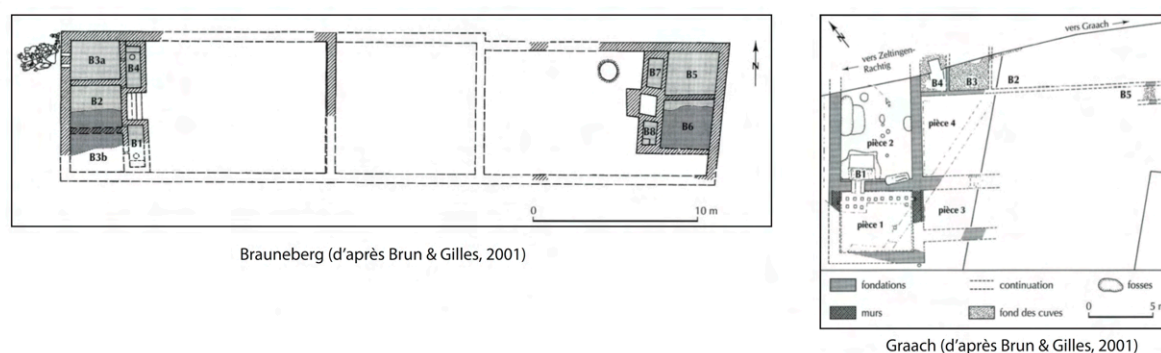 B3a
B4
B2
B1
B3b
B7
B5
B8
B6
N
0 10 m
Brauneberg (d'après Brun & Gilles, 2001)
vers Graach
vers Zeltingen-
Rachtig
N
B4
B3
B2
B5
pièce 4
pièce 2
B1
pièce 3
pièce 1
fondations
continuation
fosses
murs
fond des cuves
0 5 m
Graach (d'après Brun & Gilles, 2001)